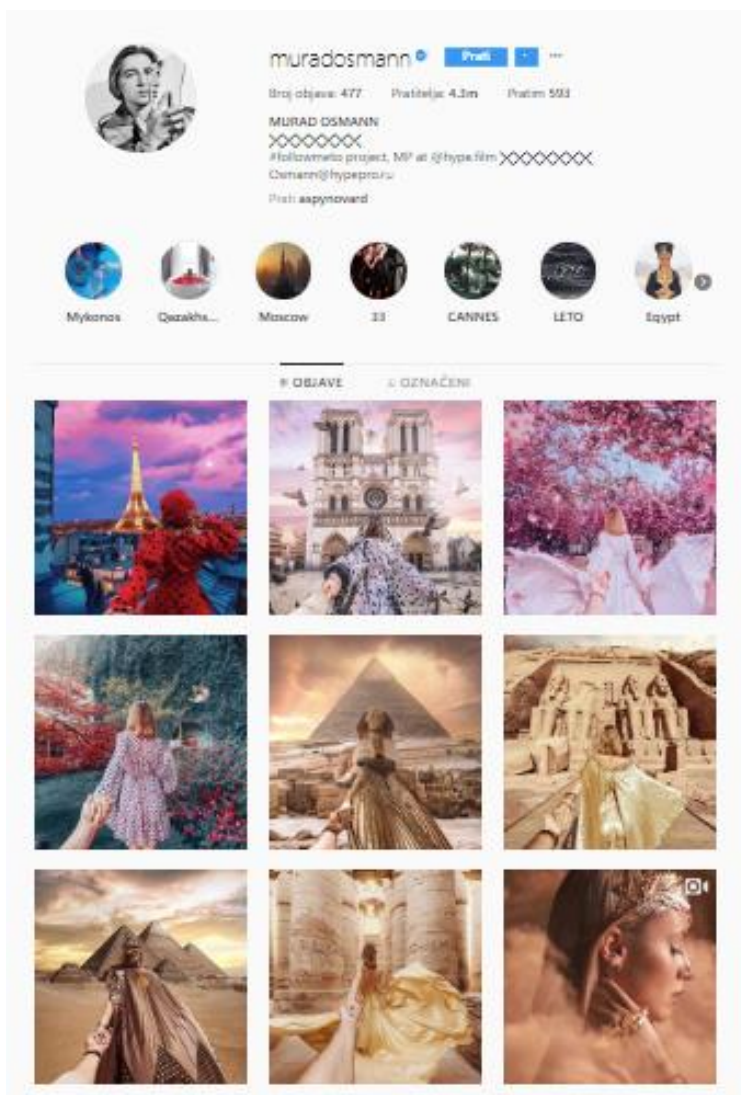 muradosmann Prati
Broj objava: 477 Pratitelja: 4.3m Pratim 593
MURAD OSMANN
#followmeto project, MP at @hype.film
Osmann@hypepro.ru
Prati aspynovard
Mykonos Qazakhs... Moscow 33 CANNES LETO Egypt
OBJAVE OZNAČENI